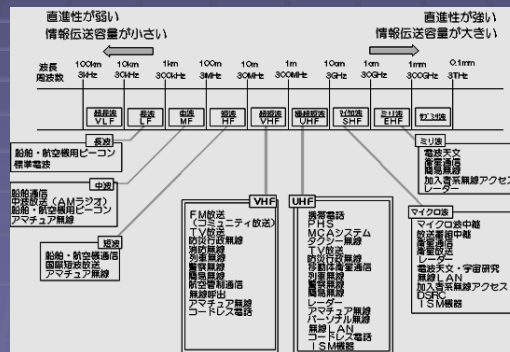 直進性が弱い
情報伝送容量が小さい
直進性が強い
情報伝送容量が大きい
波長 100km 10km 1km 100m 10m 1m 10cm 1cm 1mm 0.1mm
周波数 3kHz 30kHz 300kHz 3MHz 30MHz 300MHz 3GHz 30GHz 300GHz 3THz
超長波 長波 中波 短波 超短波 極超短波 マイクロ波 ミリ波 サブミリ波
VLF LF MF HF VHF UHF SHF EHF
長波
船舶・航空機用ビーコン
標準電波
中波
船舶通信
中波放送(AMラジオ)
船舶・航空機用ビーコン
アマチュア無線
短波
船舶・航空機通信
国際短波放送
アマチュア無線
VHF
FM放送
(コミュニティ放送)
TV放送
防災行政無線
消防無線
列車無線
警察無線
簡易無線
航空管制通信
無線呼出
アマチュア無線
コードレス電話
UHF
携帯電話
PHS
MCAシステム
タクシー無線
TV放送
防災行政無線
移動体衛星通信
列車無線
警察無線
簡易無線
レーダー
アマチュア無線
パーソナル無線
無線LAN
コードレス電話
ISM機器
ミリ波
電波天文
衛星通信
簡易無線
加入者系無線アクセス
レーダー
マイクロ波
マイクロ波中継
放送番組中継
衛星通信
衛星放送
レーダー
電波天文・宇宙研究
無線LAN
加入者系無線アクセス
DSRC
ISM機器